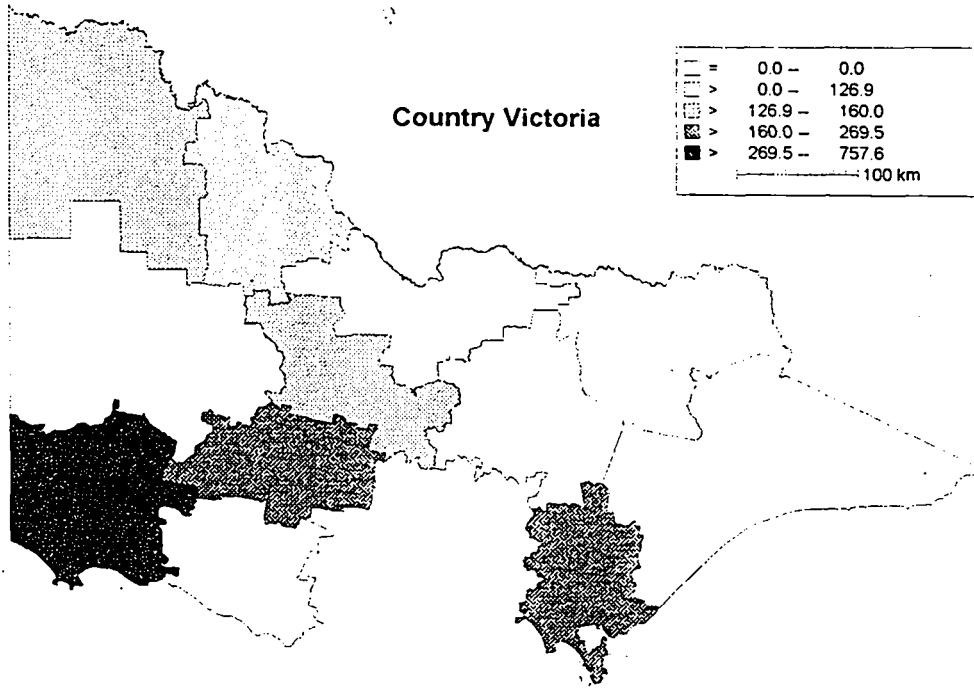 Country Victoria
= 0.0 – 0.0
> 0.0 – 126.9
> 126.9 – 160.0
> 160.0 – 269.5
> 269.5 – 757.6
100 km